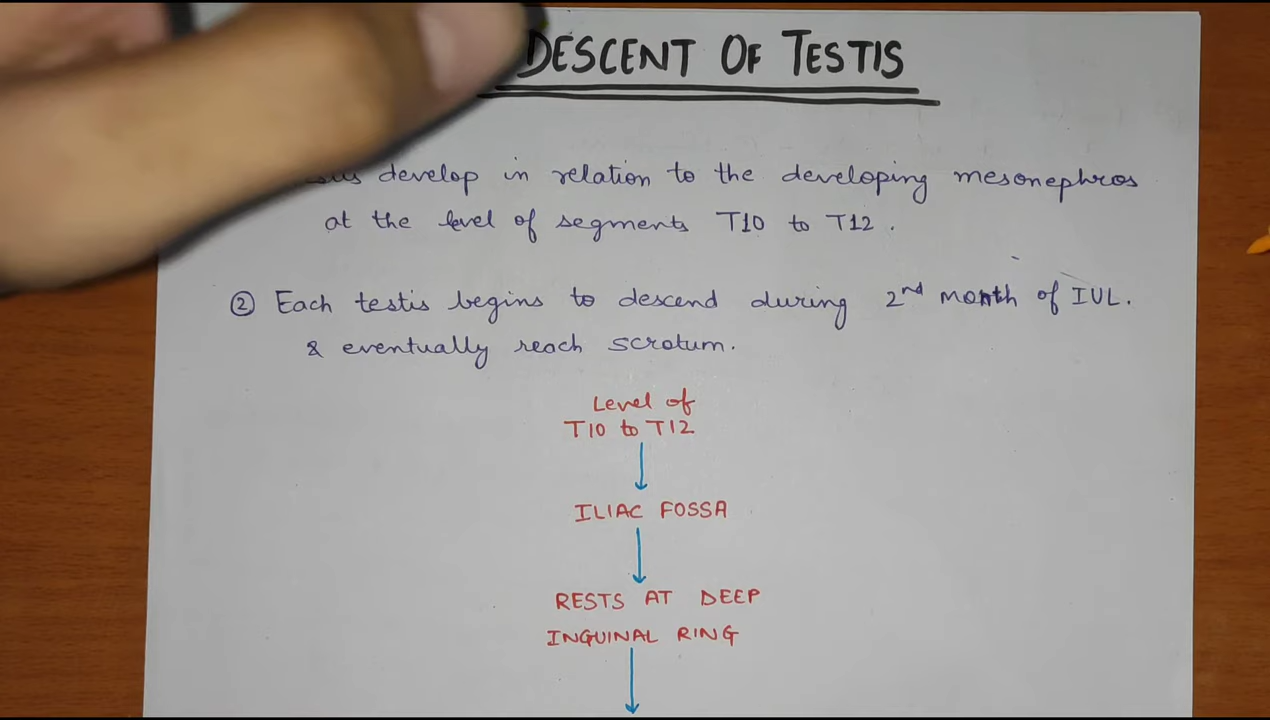 DESCENT OF TESTIS
develop in relation to the developing mesonephros
at the level of segments T10 to T12.
② Each testis begins to descend during 2nd month of IUL.
& eventually reach scrotum.
Level of
T10 to T12
ILIAC FOSSA
RESTS AT DEEP
INGUINAL RING